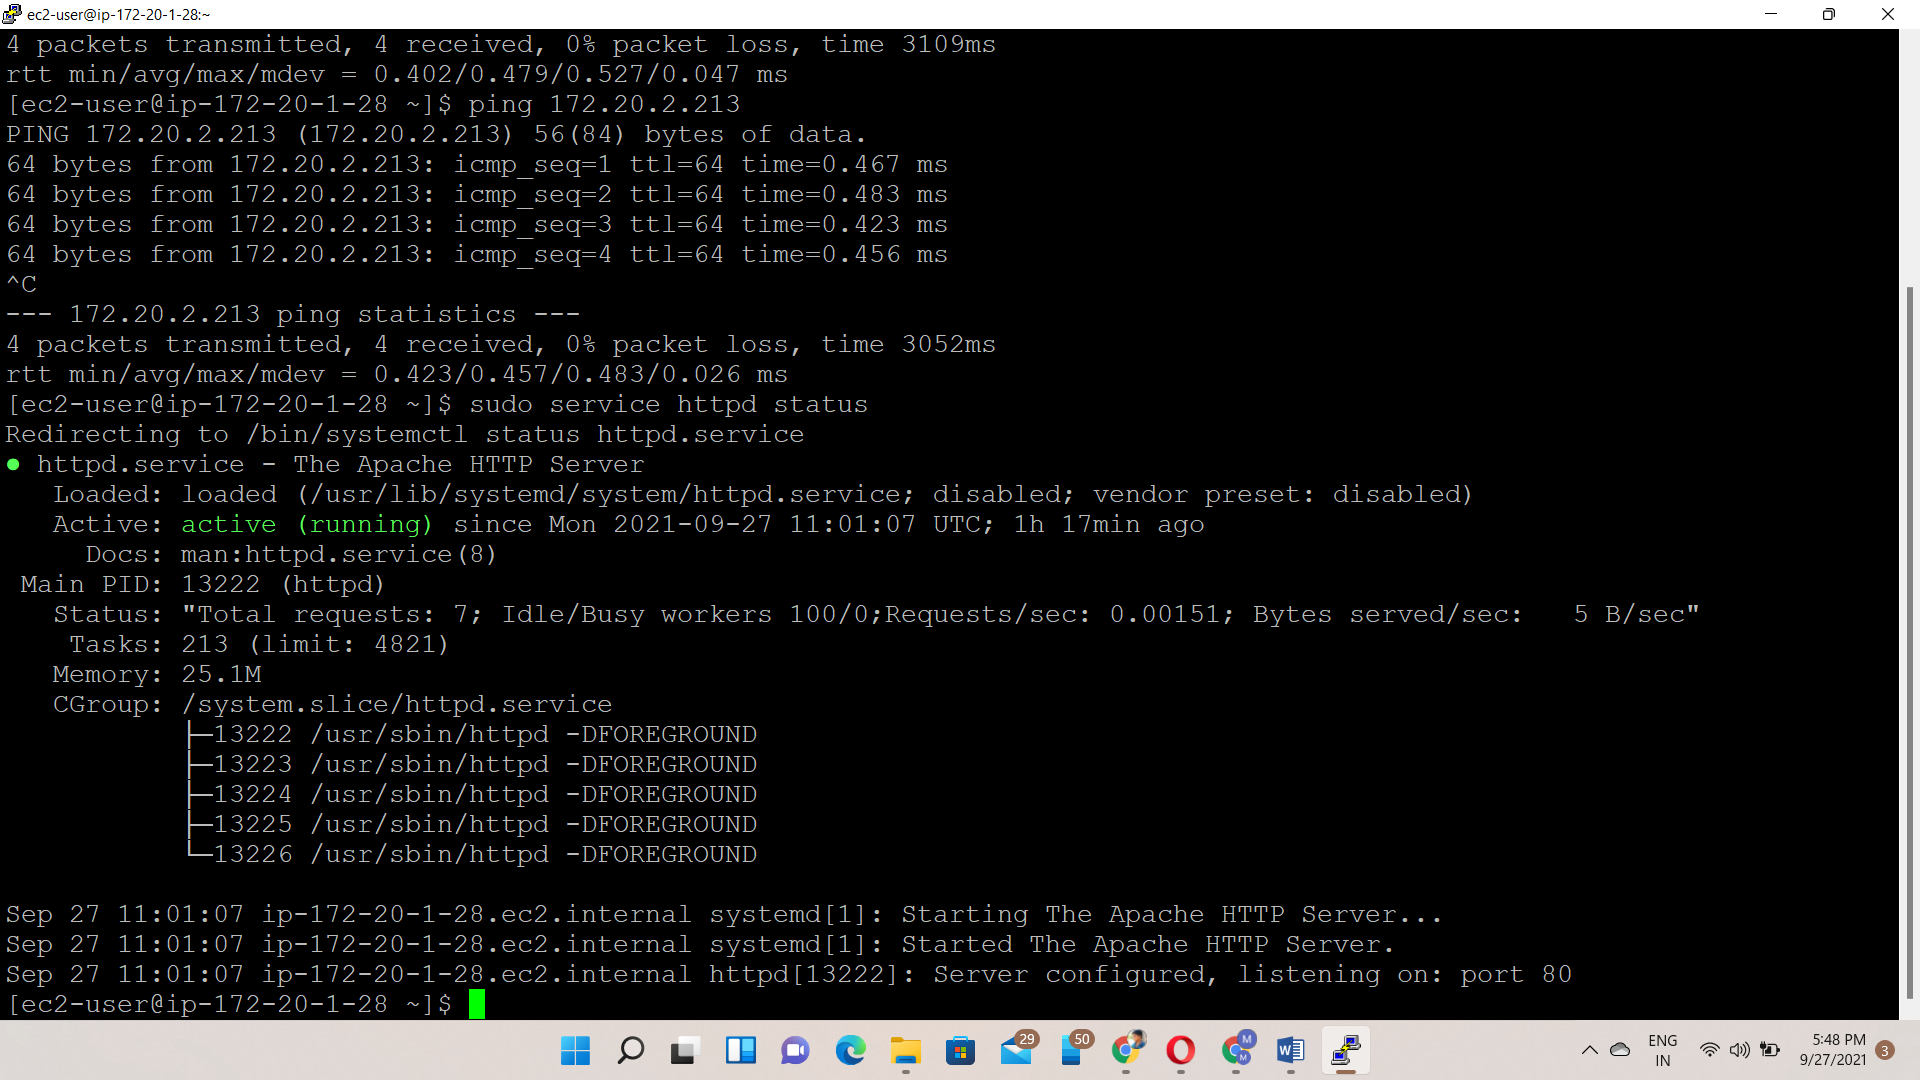 ec2-user@ip-172-20-1-28:~
4 packets transmitted, 4 received, 0% packet loss, time 3109ms
rtt min/avg/max/mdev = 0.402/0.479/0.527/0.047 ms
[ec2-user@ip-172-20-1-28 ~]$ ping 172.20.2.213
PING 172.20.2.213 (172.20.2.213) 56(84) bytes of data.
64 bytes from 172.20.2.213: icmp_seq=1 ttl=64 time=0.467 ms
64 bytes from 172.20.2.213: icmp_seq=2 ttl=64 time=0.483 ms
64 bytes from 172.20.2.213: icmp_seq=3 ttl=64 time=0.423 ms
64 bytes from 172.20.2.213: icmp_seq=4 ttl=64 time=0.456 ms
^C
--- 172.20.2.213 ping statistics ---
4 packets transmitted, 4 received, 0% packet loss, time 3052ms
rtt min/avg/max/mdev = 0.423/0.457/0.483/0.026 ms
[ec2-user@ip-172-20-1-28 ~]$ sudo service httpd status
Redirecting to /bin/systemctl status httpd.service
● httpd.service - The Apache HTTP Server
   Loaded: loaded (/usr/lib/systemd/system/httpd.service; disabled; vendor preset: disabled)
   Active: active (running) since Mon 2021-09-27 11:01:07 UTC; 1h 17min ago
     Docs: man:httpd.service(8)
 Main PID: 13222 (httpd)
   Status: "Total requests: 7; Idle/Busy workers 100/0;Requests/sec: 0.00151; Bytes served/sec:   5 B/sec"
    Tasks: 213 (limit: 4821)
   Memory: 25.1M
   CGroup: /system.slice/httpd.service
           ├─13222 /usr/sbin/httpd -DFOREGROUND
           ├─13223 /usr/sbin/httpd -DFOREGROUND
           ├─13224 /usr/sbin/httpd -DFOREGROUND
           ├─13225 /usr/sbin/httpd -DFOREGROUND
           └─13226 /usr/sbin/httpd -DFOREGROUND
Sep 27 11:01:07 ip-172-20-1-28.ec2.internal systemd[1]: Starting The Apache HTTP Server...
Sep 27 11:01:07 ip-172-20-1-28.ec2.internal systemd[1]: Started The Apache HTTP Server.
Sep 27 11:01:07 ip-172-20-1-28.ec2.internal httpd[13222]: Server configured, listening on: port 80
[ec2-user@ip-172-20-1-28 ~]$
29
50
M
M
W
ENG
IN
5:48 PM
9/27/2021
3